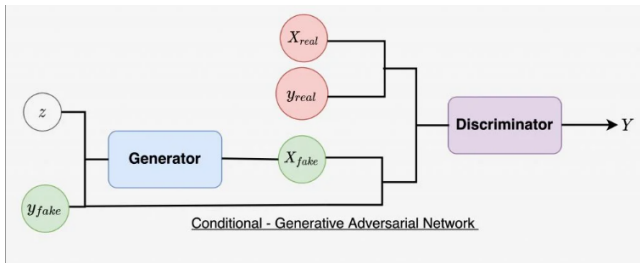 X_real
y_real
z
Generator
X_fake
Discriminator
Y
y_fake
Conditional - Generative Adversarial Network